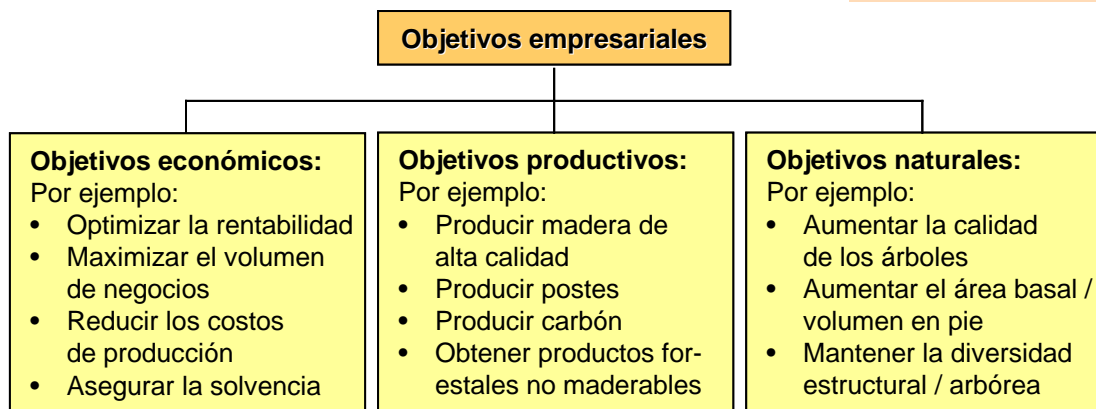 Objetivos empresariales
Objetivos económicos:
Por ejemplo:
• Optimizar la rentabilidad
• Maximizar el volumen
de negocios
• Reducir los costos
de producción
• Asegurar la solvencia
Objetivos productivos:
Por ejemplo:
• Producir madera de
alta calidad
• Producir postes
• Producir carbón
• Obtener productos for-
estales no maderables
Objetivos naturales:
Por ejemplo:
• Aumentar la calidad
de los árboles
• Aumentar el área basal /
volumen en pie
• Mantener la diversidad
estructural / arbórea